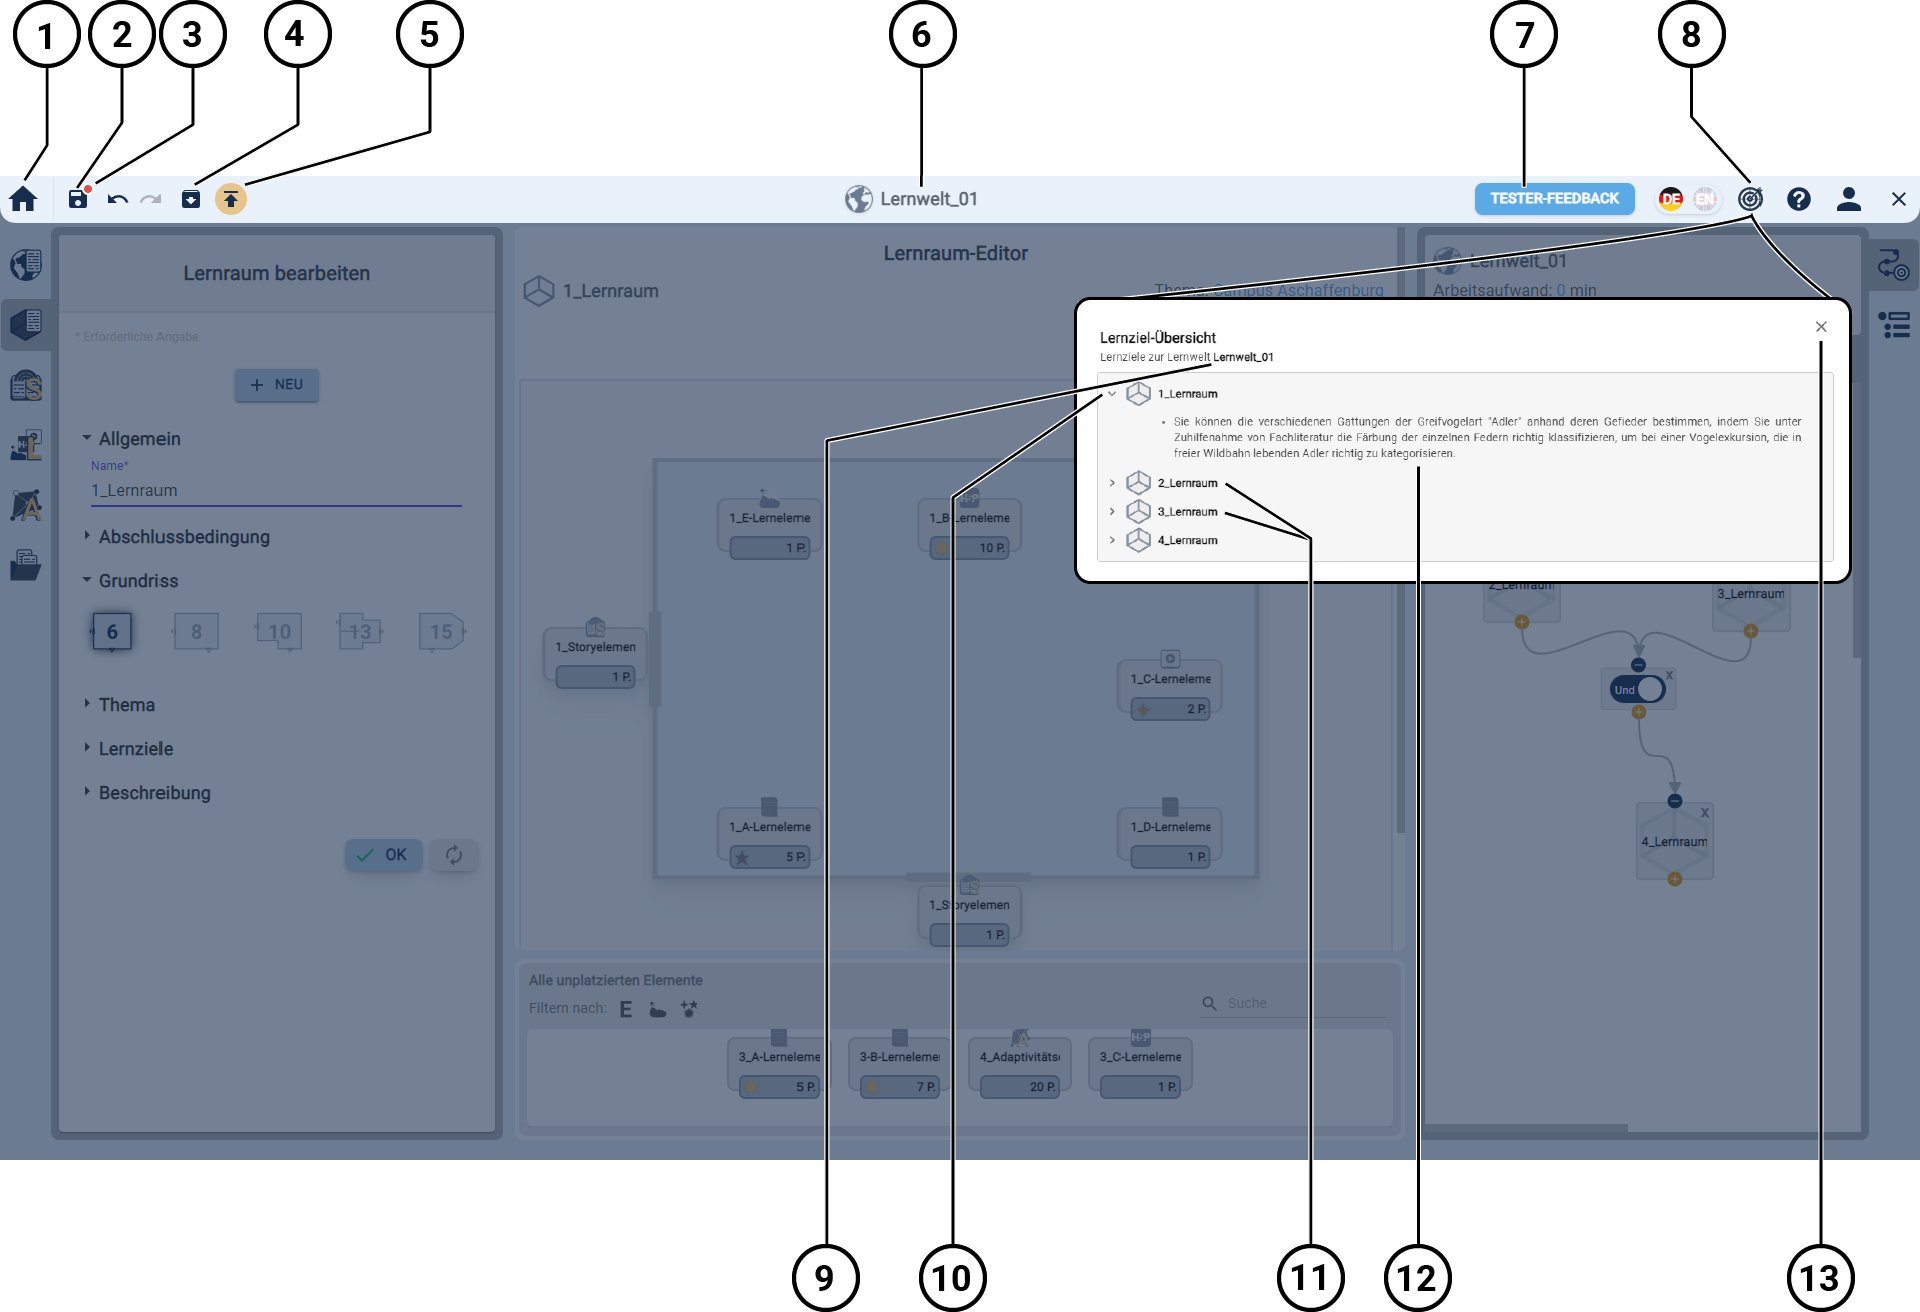 1
2
3
4
5
6
7
8
Lernwelt_01
TESTER-FEEDBACK
DE
EN
Lernraum bearbeiten
* Erforderliche Angabe
+ NEU
Allgemein
Name*
1_Lernraum
Abschlussbedingung
Grundriss
6
8
10
13
15
Thema
Lernziele
Beschreibung
OK
Lernraum-Editor
1_Lernraum
Thema: Campus Aschaffenburg
1_E-Lerneleme
1 P.
1_B-Lerneleme
10 P.
1_Storyelemen
1 P.
1_C-Lerneleme
2 P.
1_A-Lerneleme
5 P.
1_D-Lerneleme
1 P.
1_Storyelemen
1 P.
Alle unplatzierten Elemente
Filtern nach: E
Suche
3_A-Lerneleme
5 P.
3-B-Lerneleme
7 P.
4_Adaptivitäts
20 P.
H-P
3_C-Lerneleme
1 P.
Lernwelt_01
Arbeitsaufwand: 0 min
Lernziel-Übersicht
Lernziele zur Lernwelt Lernwelt_01
1_Lernraum
• Sie können die verschiedenen Gattungen der Greifvogelart "Adler" anhand deren Gefieder bestimmen, indem Sie unter
Zuhilfenahme von Fachliteratur die Färbung der einzelnen Federn richtig klassifizieren, um bei einer Vogelexkursion, die in
freier Wildbahn lebenden Adler richtig zu kategorisieren.
2_Lernraum
3_Lernraum
4_Lernraum
2_Lernraum
3_Lernraum
Und
X
X
4_Lernraum
9
10
11
12
13